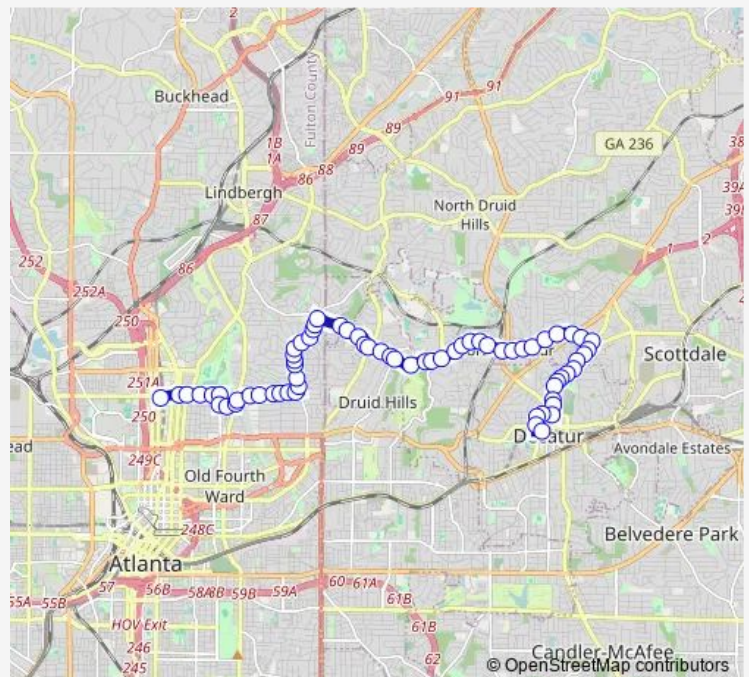 2
Buckhead
Fulton County
91
91
89
1B
1A
89
88
86
GA 236
38
Lindbergh
39A
87
North Druid
Hills
252
86
1
2
252A
250
Scottdale
251A
250
Druid Hills
Avondale Estates
249C
Old Fourth
Ward
248C
Belvedere Park
Atlanta
57
56B
59B
59A
60
61A
55A
55B
61B
HOV Exit
61B
246
62
245
Candler-McAfee
© OpenStreetMap contributors